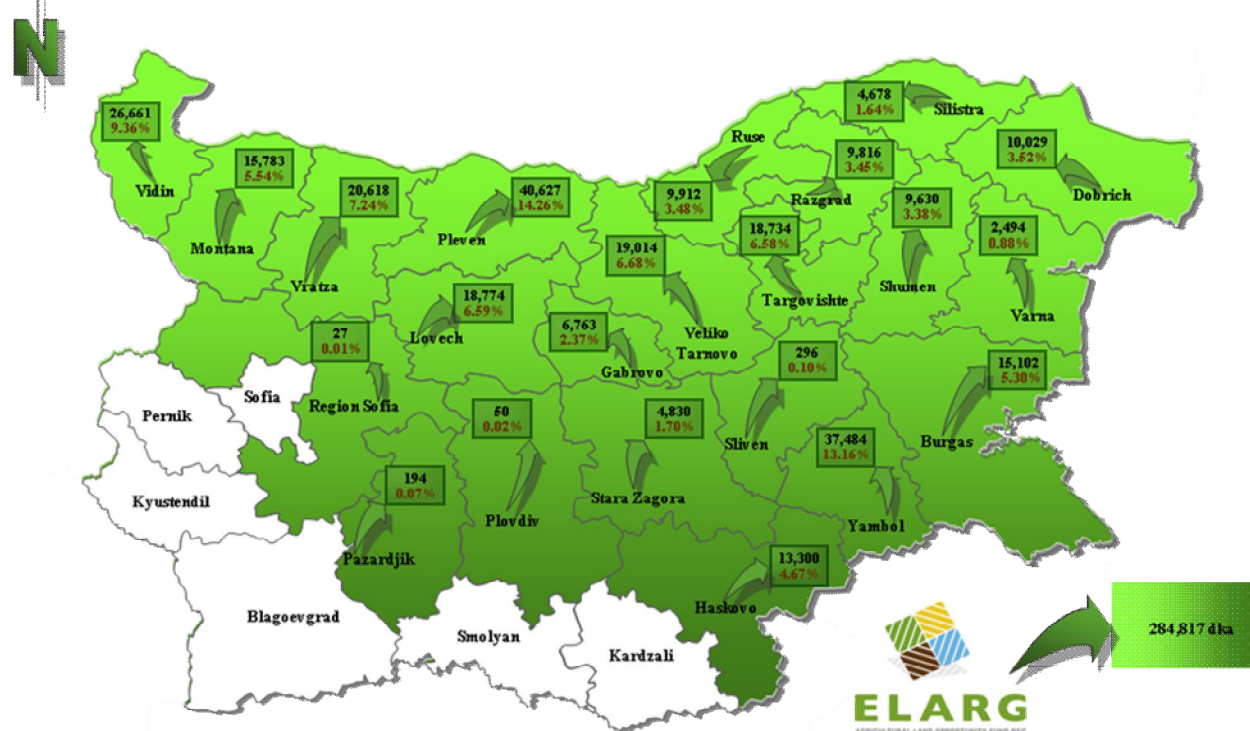 N
4,678
1.64%
Silistra
26,661
9.36%
Vidin
15,783
5.54%
Montana
20,618
7.24%
Vratza
40,627
14.26%
Pleven
Ruse
9,912
3.48%
9,816
3.45%
Razgrad
10,029
3.52%
Dobrich
9,630
3.38%
Shumen
2,494
0.88%
Varna
18,734
6.58%
Targovishte
19,014
6.68%
Veliko
Tarnovo
18,774
6.59%
Lovech
6,763
2.37%
Gabrovo
27
0.01%
Region Sofia
296
0.10%
Sliven
15,102
5.30%
Burgas
Sofia
Pernik
50
0.02%
Plovdiv
4,830
1.70%
Stara Zagora
37,484
13.16%
Yambol
194
0.07%
Pazardjik
Kyustendil
13,300
4.67%
Haskovo
Blagoevgrad
Smolyan
Kardzali
284,817 dka
ELARG
AGRICULTURAL LAND OPPORTUNITY FUND REIT